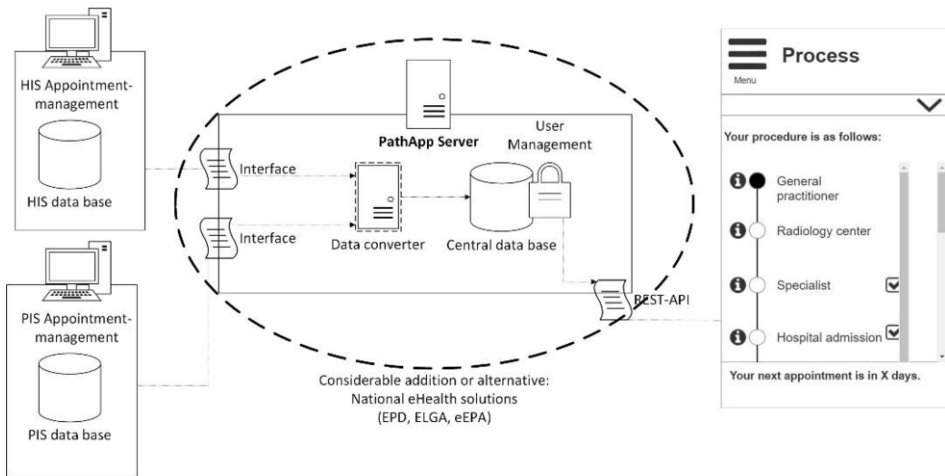 HIS Appointment-
management
HIS data base
PIS Appointment-
management
PIS data base
PathApp Server
User
Management
Interface
Interface
Data converter
Central data base
REST-API
Considerable addition or alternative:
National eHealth solutions
(EPD, ELGA, eEPA)
Process
Menu
Your procedure is as follows:
General
practitioner
Radiology center
Specialist
Hospital admission
Your next appointment is in X days.